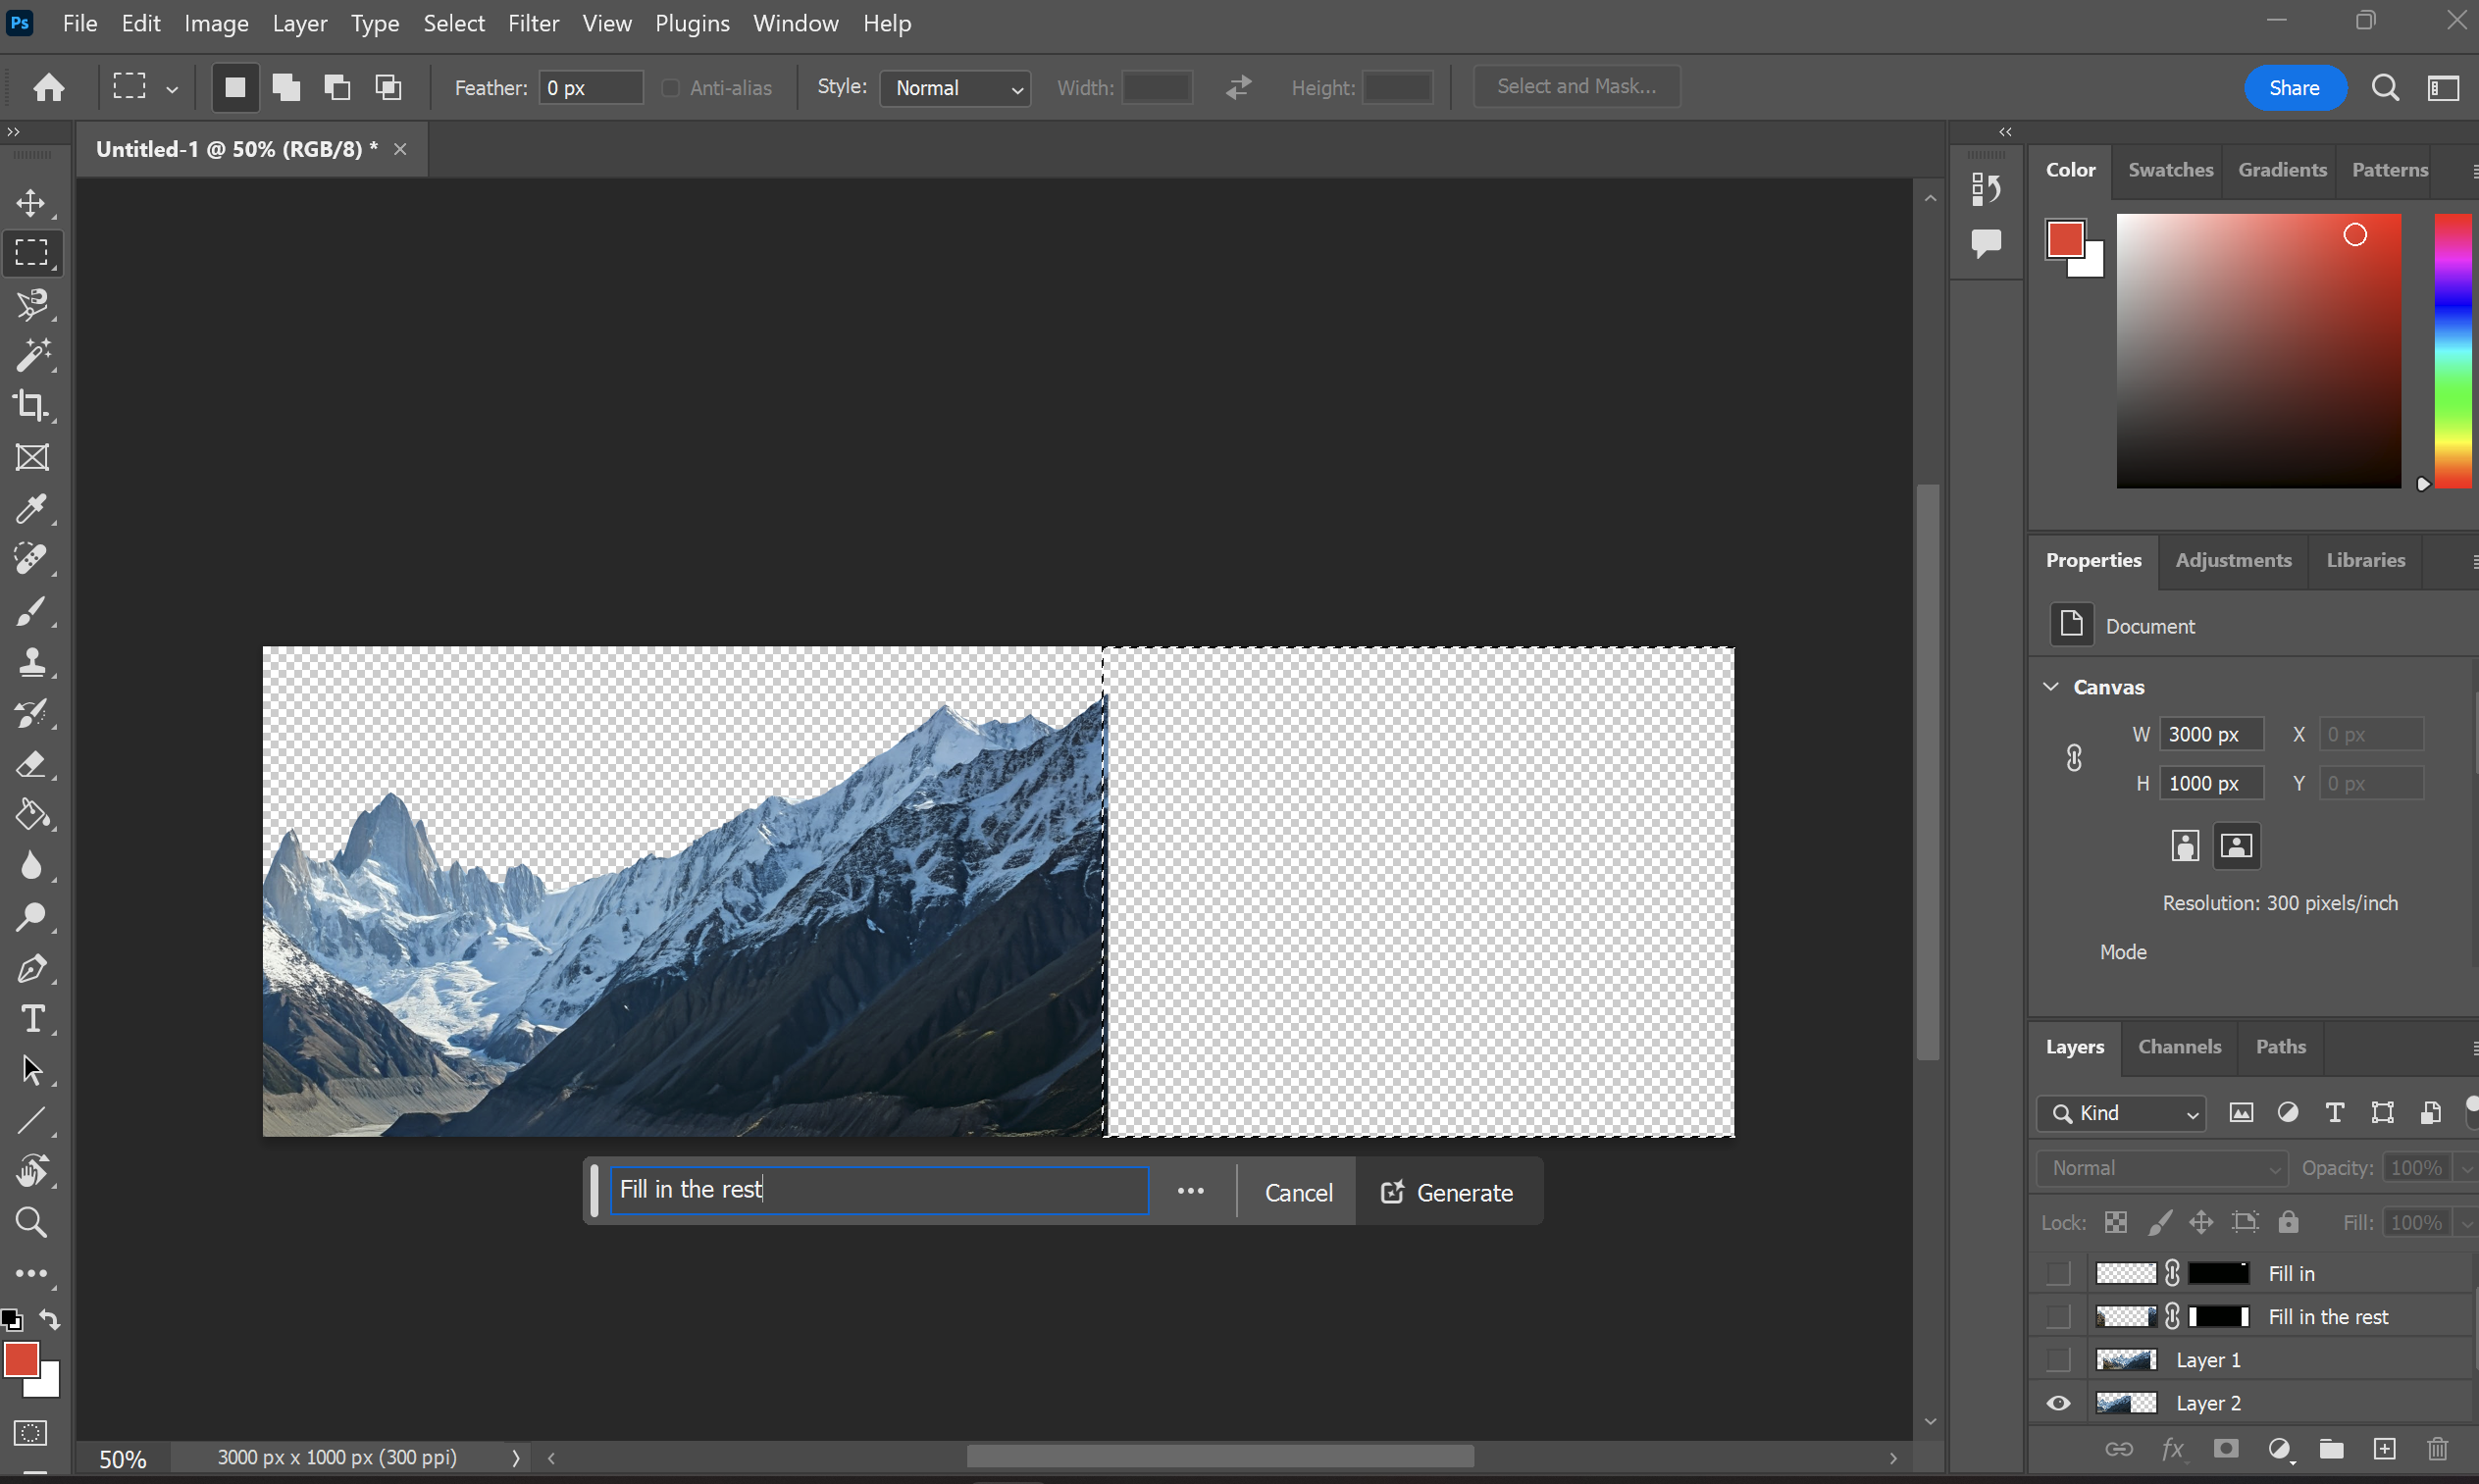 Ps File Edit Image Layer Type Select Filter View Plugins Window Help
Feather: 0 px Anti-alias Style: Normal Width: Height: Select and Mask... Share
Untitled-1 @ 50% (RGB/8) *
Color Swatches Gradients Patterns
Properties Adjustments Libraries
Document
Canvas
W 3000 px X 0 px
H 1000 px Y 0 px
Resolution: 300 pixels/inch
Mode
Layers Channels Paths
Kind
Normal Opacity: 100%
Lock: Fill: 100%
Fill in
Fill in the rest
Layer 1
Layer 2
fx
Fill in the rest Cancel Generate
50% 3000 px x 1000 px (300 ppi)